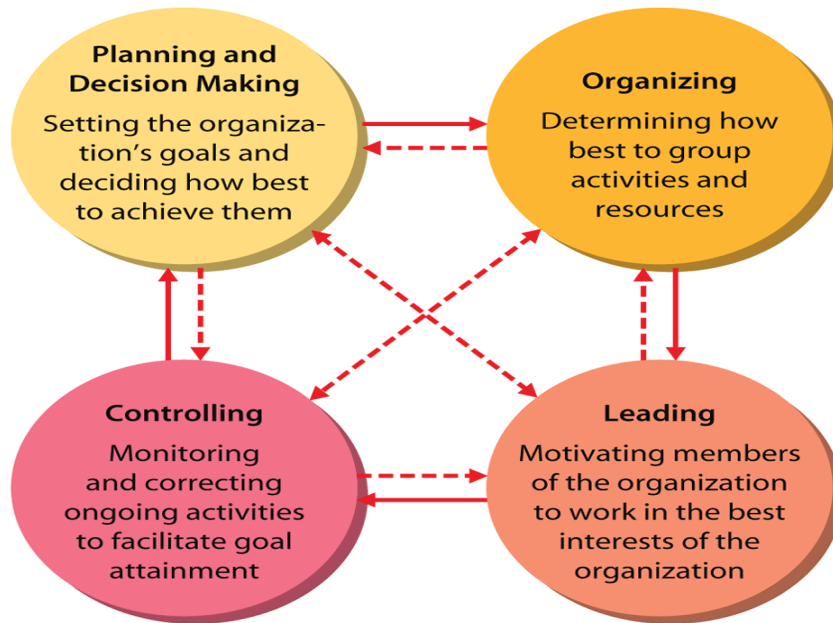 Planning and
Decision Making
Setting the organiza-
tion's goals and
deciding how best
to achieve them
Organizing
Determining how
best to group
activities and
resources
Controlling
Monitoring
and correcting
ongoing activities
to facilitate goal
attainment
Leading
Motivating members
of the organization
to work in the best
interests of the
organization